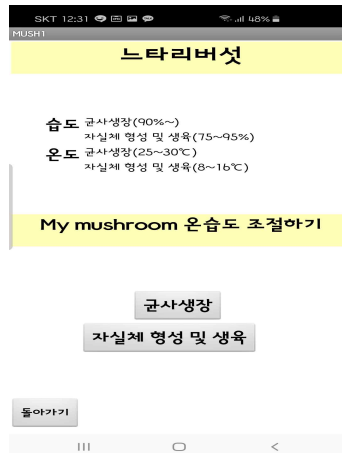 SKT 12:31 48%
MUSH1
느타리버섯
습도 균사생장(90%~)
자실체 형성 및 생육(75~95%)
온도 균사생장(25~30℃)
자실체 형성 및 생육(8~16℃)
My mushroom 온습도 조절하기
균사생장
자실체 형성 및 생육
돌아가기